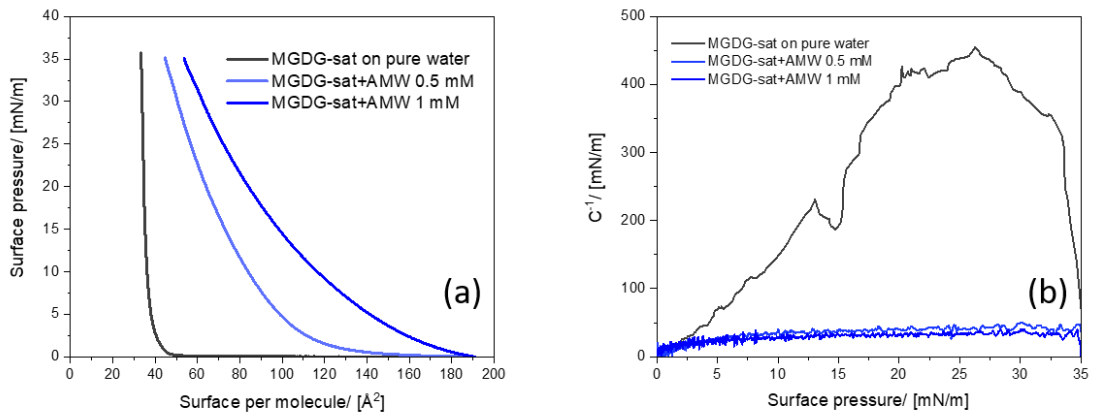 40
35
30
25
20
15
10
5
0
Surface pressure/ [mN/m]
MGDG-sat on pure water
MGDG-sat+AMW 0.5 mM
MGDG-sat+AMW 1 mM
(a)
0 20 40 60 80 100 120 140 160 180 200
Surface per molecule/ [Å²]
500
400
300
200
100
0
C⁻¹/ [mN/m]
MGDG-sat on pure water
MGDG-sat+AMW 0.5 mM
MGDG-sat+AMW 1 mM
(b)
0 5 10 15 20 25 30 35
Surface pressure/ [mN/m]